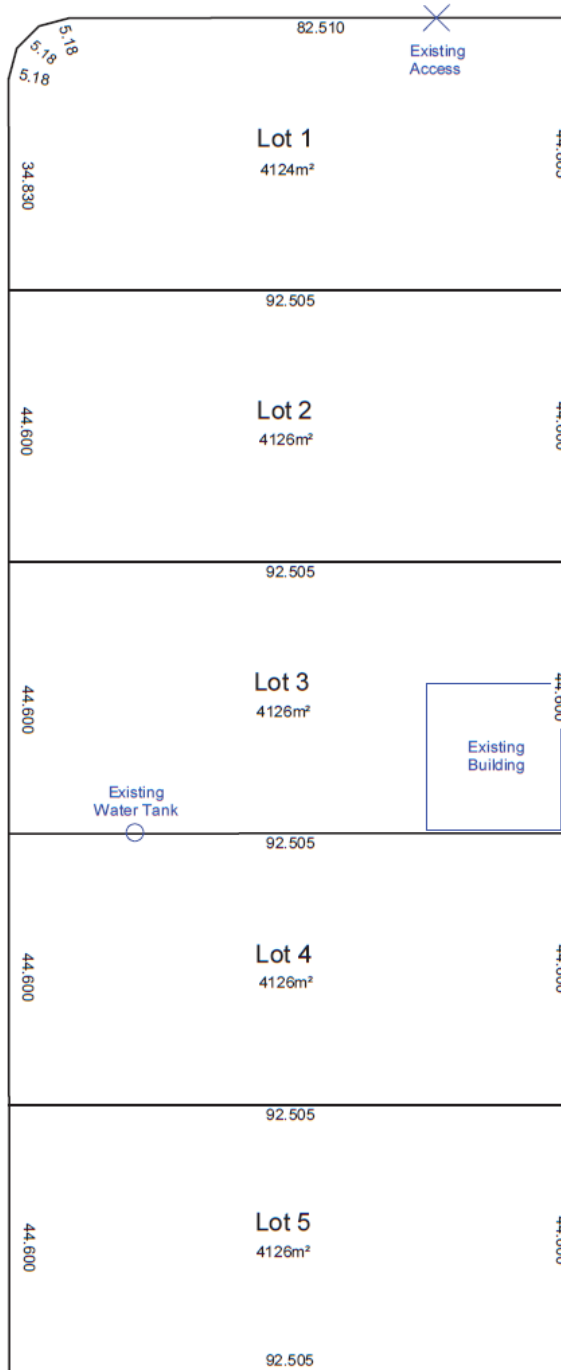 82.510
5.18
5.18
5.18
Existing
Access
Lot 1
4124m²
34.830
92.505
Lot 2
4126m²
44.600
92.505
Lot 3
4126m²
44.600
44.600
Existing
Building
Existing
Water Tank
92.505
Lot 4
4126m²
44.600
92.505
Lot 5
4126m²
44.600
92.505